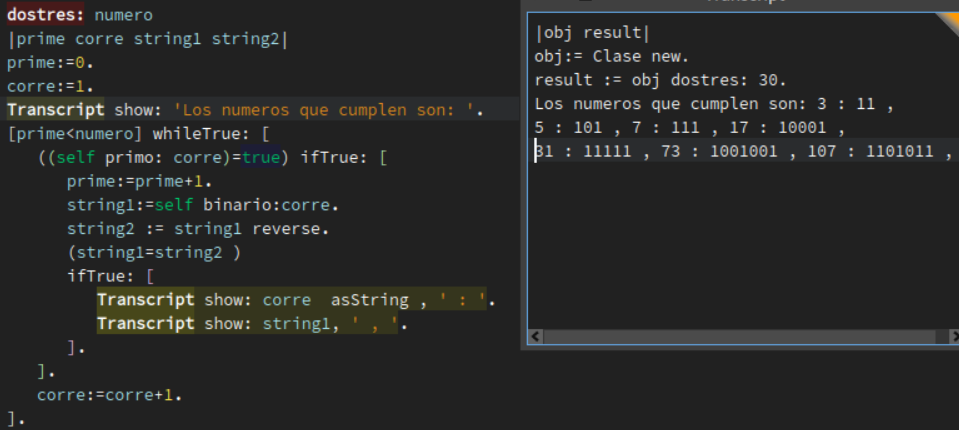 dostres: numero
|prime corre string1 string2|
prime:=0.
corre:=1.
Transcript show: 'Los numeros que cumplen son: '.
[prime<numero] whileTrue: [
((self primo: corre)=true) ifTrue: [
prime:=prime+1.
string1:=self binario:corre.
string2 := string1 reverse.
(string1=string2 )
ifTrue: [
Transcript show: corre  asString , ' : '.
Transcript show: string1, ' , '.
].
].
corre:=corre+1.
].
|obj result|
obj:= Clase new.
result := obj dostres: 30.
Los numeros que cumplen son: 3 : 11 ,
5 : 101 , 7 : 111 , 17 : 10001 ,
31 : 11111 , 73 : 1001001 , 107 : 1101011 ,